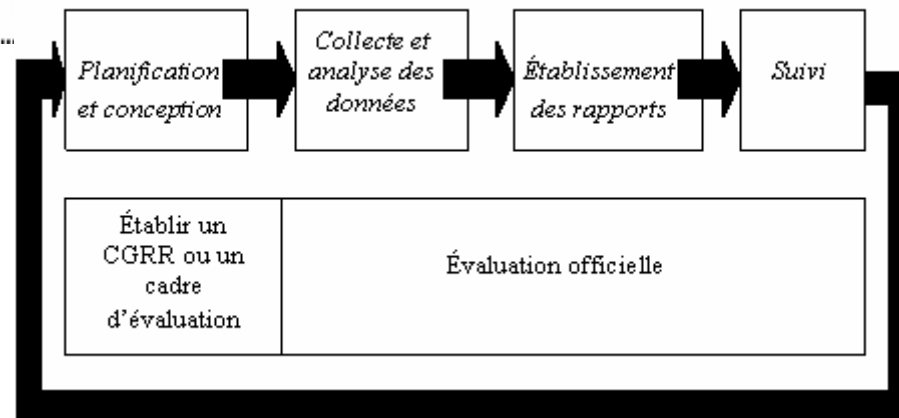 Planification
et conception
Collecte et
analyse des
données
Établissement
des rapports
Suivi
Établir un
CGRR ou un
cadre
d'évaluation
Évaluation officielle